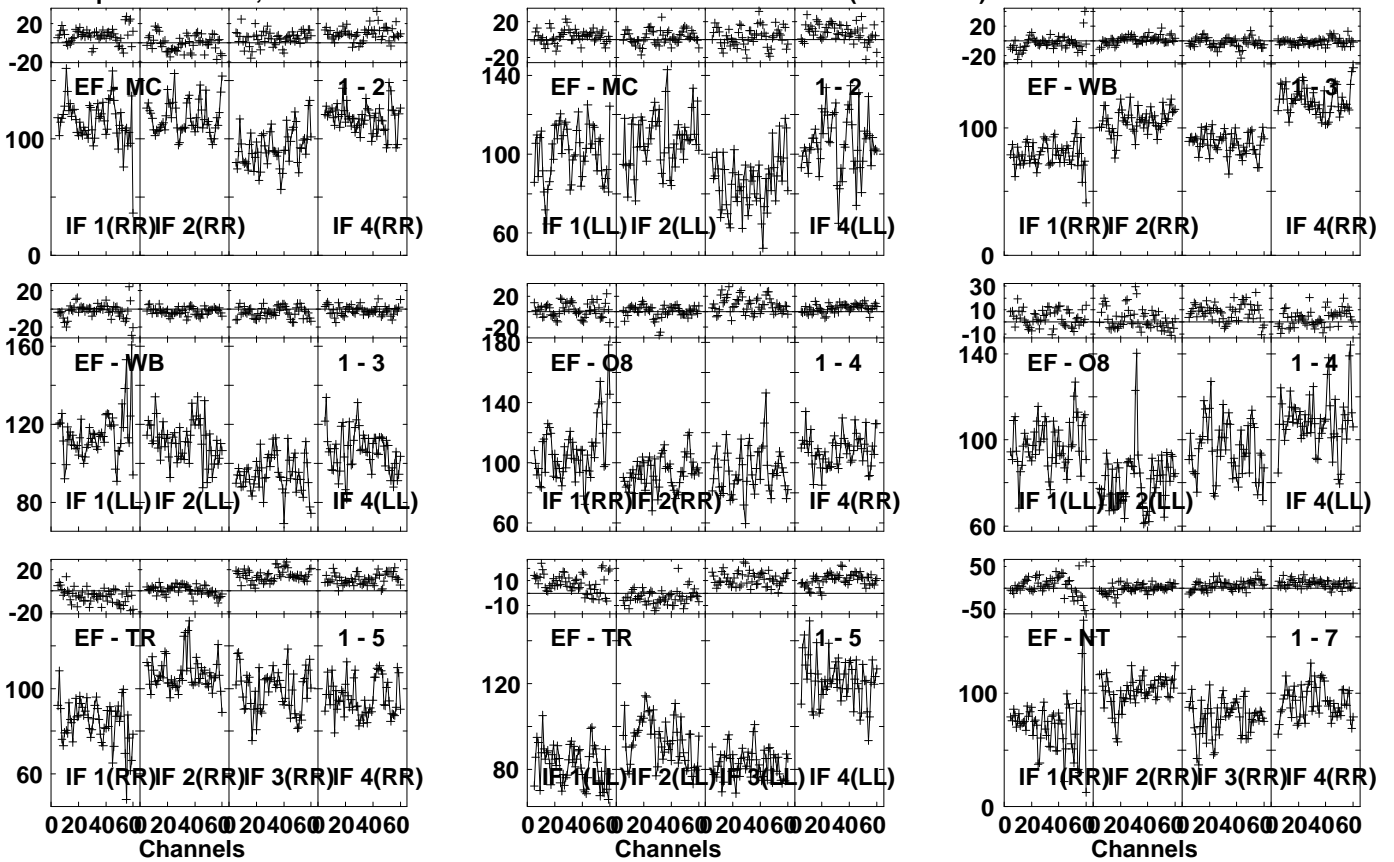 20 20 20
0 0 0
-20 -20 -20
EF - MC 1 - 2 EF - MC 1 - 2 EF - WB 1 - 3
140
120
100 100 100
80
IF 1(RR) IF 2(RR) IF 4(RR) IF 1(LL) IF 2(LL) IF 4(LL) IF 1(RR) IF 2(RR) IF 4(RR)
60
0 0
20 20 30
0 0 10
-20 -20 -10
EF - WB 1 - 3 EF - O8 1 - 4 EF - O8 1 - 4
160 180 140
140 120
120 100
100 80
80 60 60
IF 1(LL) IF 2(LL) IF 4(LL) IF 1(RR) IF 2(RR) IF 4(RR) IF 1(LL) IF 2(LL) IF 4(LL)
20 10 50
0 0
-20 -10 -50
EF - TR 1 - 5 EF - TR 1 - 5 EF - NT 1 - 7
100 120 100
60 80 0
IF 1(RR) IF 2(RR) IF 3(RR) IF 4(RR) IF 1(LL) IF 2(LL) IF 3(LL) IF 4(LL) IF 1(RR) IF 2(RR) IF 3(RR) IF 4(RR)
0 20 40 60 0 20 40 60 0 20 40 60 0 20 40 60 0 20 40 60 0 20 40 60 0 20 40 60 0 20 40 60 0 20 40 60 0 20 40 60 0 20 40 60 0 20 40 60
Channels Channels Channels